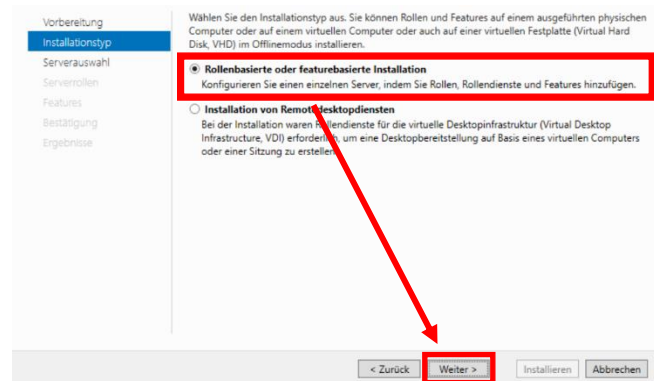 Vorbereitung
Installationstyp
Serverauswahl
Serverrollen
Features
Bestätigung
Ergebnisse
Wählen Sie den Installationstyp aus. Sie können Rollen und Features auf einem ausgeführten physischen
Computer oder auf einem virtuellen Computer oder auch auf einer virtuellen Festplatte (Virtual Hard
Disk, VHD) im Offlinemodus installieren.
Rollenbasierte oder featurebasierte Installation
Konfigurieren Sie einen einzelnen Server, indem Sie Rollen, Rollendienste und Features hinzufügen.
Installation von Remotedesktopdiensten
Bei der Installation waren Rollendienste für die virtuelle Desktopinfrastruktur (Virtual Desktop
Infrastructure, VDI) erforderlich, um eine Desktopbereitstellung auf Basis eines virtuellen Computers
oder einer Sitzung zu erstellen.
< Zurück Weiter > Installieren Abbrechen